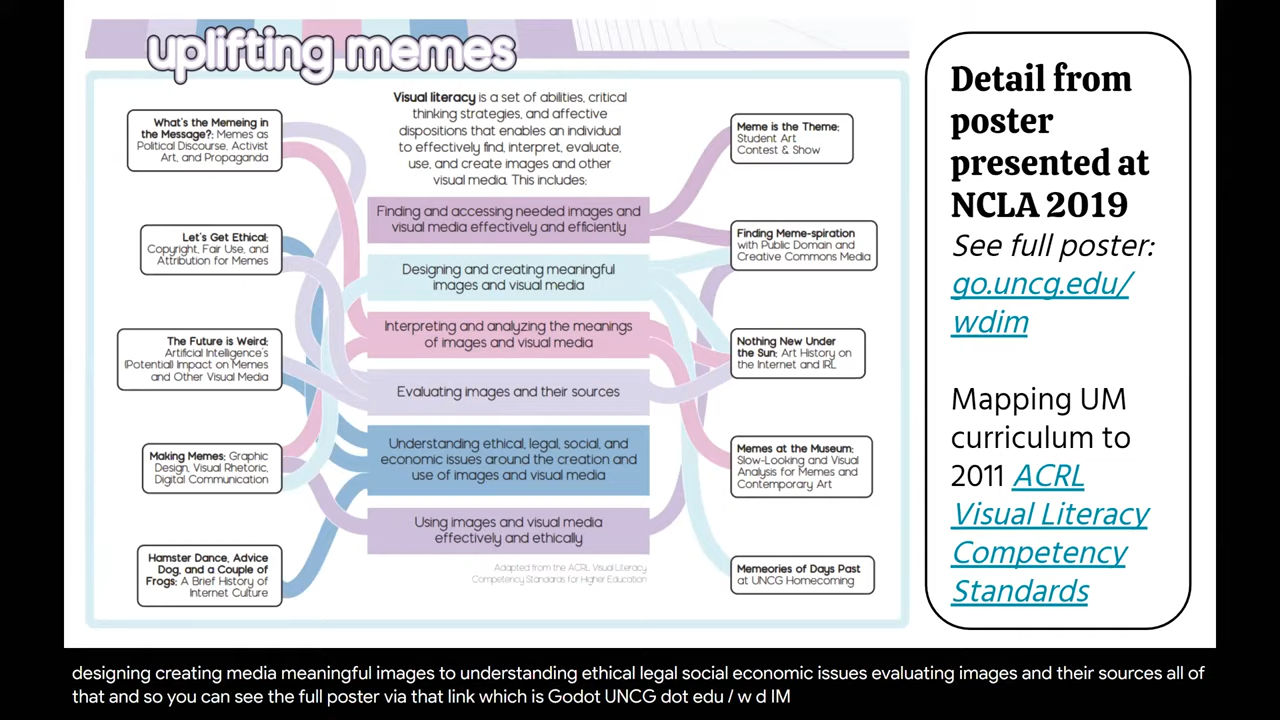 uplifting memes
What's the Memeing in
the Message?: Memes as
Political Discourse, Activist
Art, and Propaganda
Let's Get Ethical:
Copyright, Fair Use, and
Attribution for Memes
The Future is Weird:
Artificial Intelligence's
(Potential) Impact on Memes
and Other Visual Media
Making Memes: Graphic
Design, Visual Rhetoric,
Digital Communication
Hamster Dance, Advice
Dog, and a Couple of
Frogs: A Brief History of
Internet Culture
Visual literacy is a set of abilities, critical
thinking strategies, and affective
dispositions that enables an individual
to effectively find, interpret, evaluate,
use, and create images and other
visual media. This includes:
Finding and accessing needed images and
visual media effectively and efficiently
Designing and creating meaningful
images and visual media
Interpreting and analyzing the meanings
of images and visual media
Evaluating images and their sources
Understanding ethical, legal, social, and
economic issues around the creation and
use of images and visual media
Using images and visual media
effectively and ethically
Adapted from the ACRL Visual Literacy
Competency Standards for Higher Education
Meme is the Theme:
Student Art
Contest & Show
Finding Meme-spiration
with Public Domain and
Creative Commons Media
Nothing New Under
the Sun: Art History on
the Internet and IRL
Memes at the Museum:
Slow-Looking and Visual
Analysis for Memes and
Contemporary Art
Memeories of Days Past
at UNCG Homecoming
Detail from
poster
presented at
NCLA 2019
See full poster:
go.uncg.edu/
wdim
Mapping UM
curriculum to
2011 ACRL
Visual Literacy
Competency
Standards
designing creating media meaningful images to understanding ethical legal social economic issues evaluating images and their sources all of
that and so you can see the full poster via that link which is Godot UNCG dot edu / w d IM